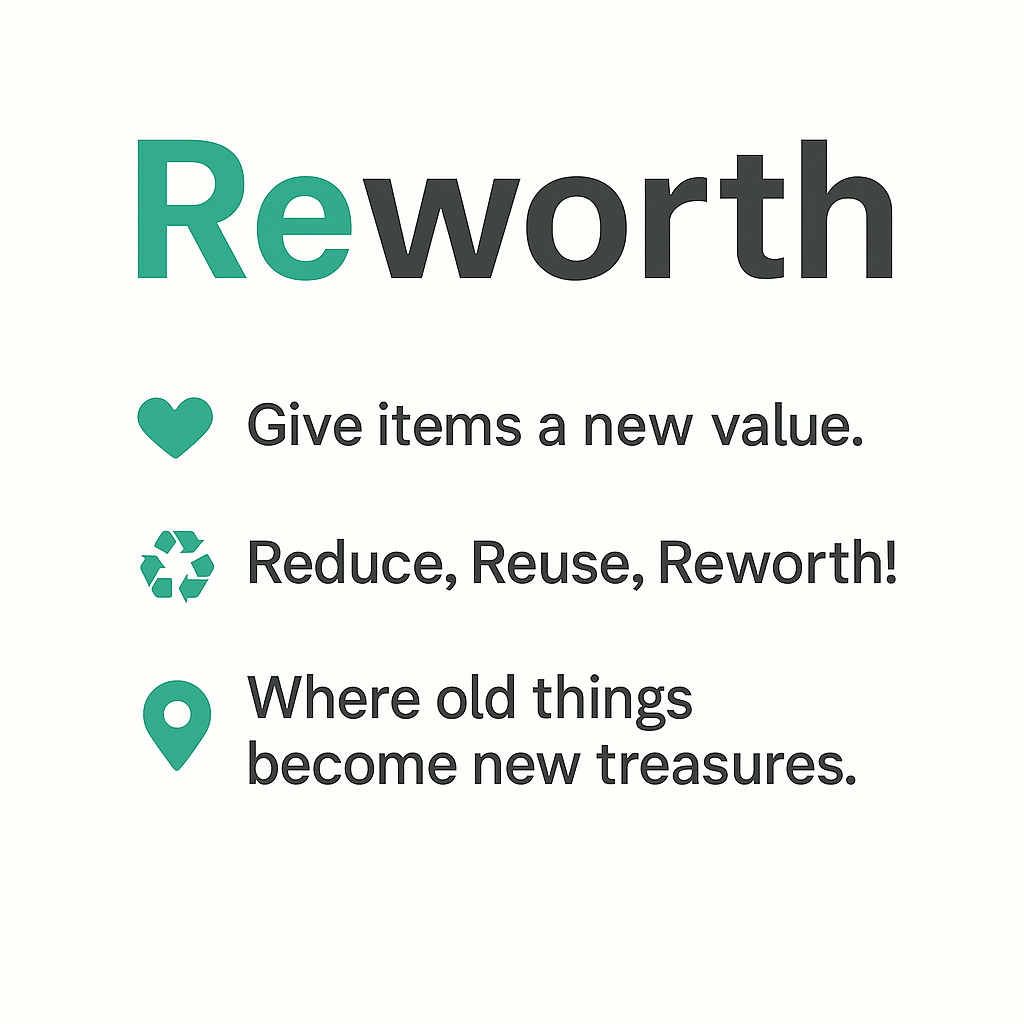 Reworth
Give items a new value.
Reduce, Reuse, Reworth!
Where old things
become new treasures.